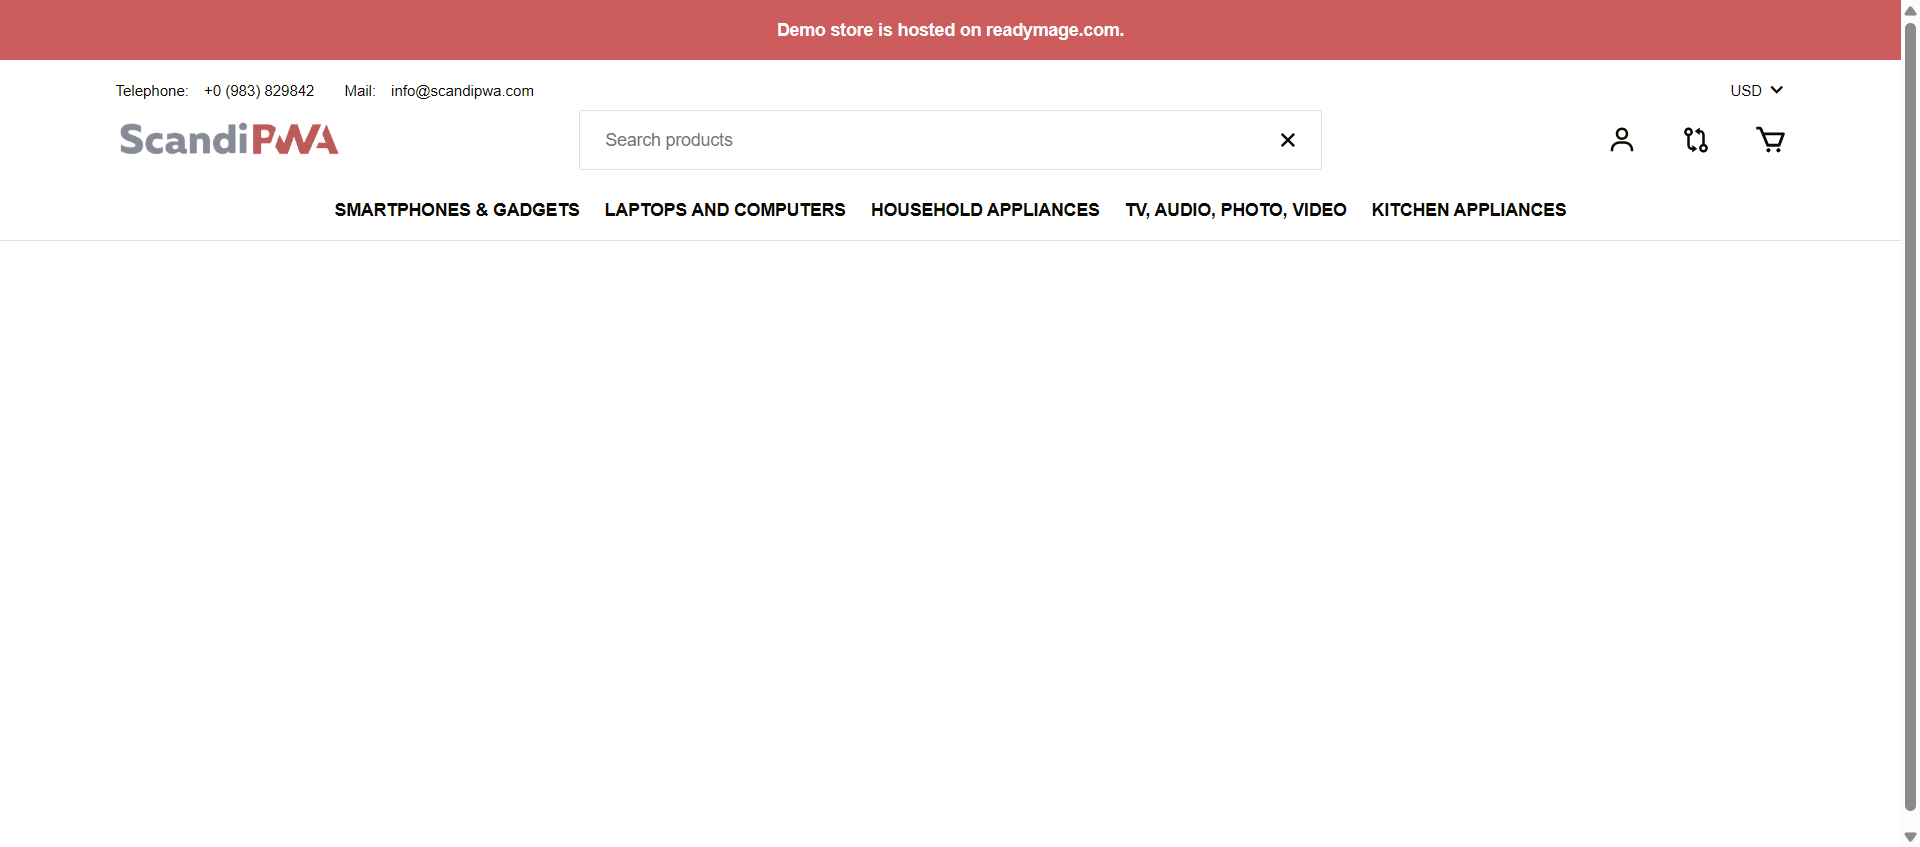 Demo store is hosted on readymage.com.
Telephone: +0 (983) 829842 Mail: info@scandipwa.com USD
ScandiPWA
Search products
SMARTPHONES & GADGETS LAPTOPS AND COMPUTERS HOUSEHOLD APPLIANCES TV, AUDIO, PHOTO, VIDEO KITCHEN APPLIANCES